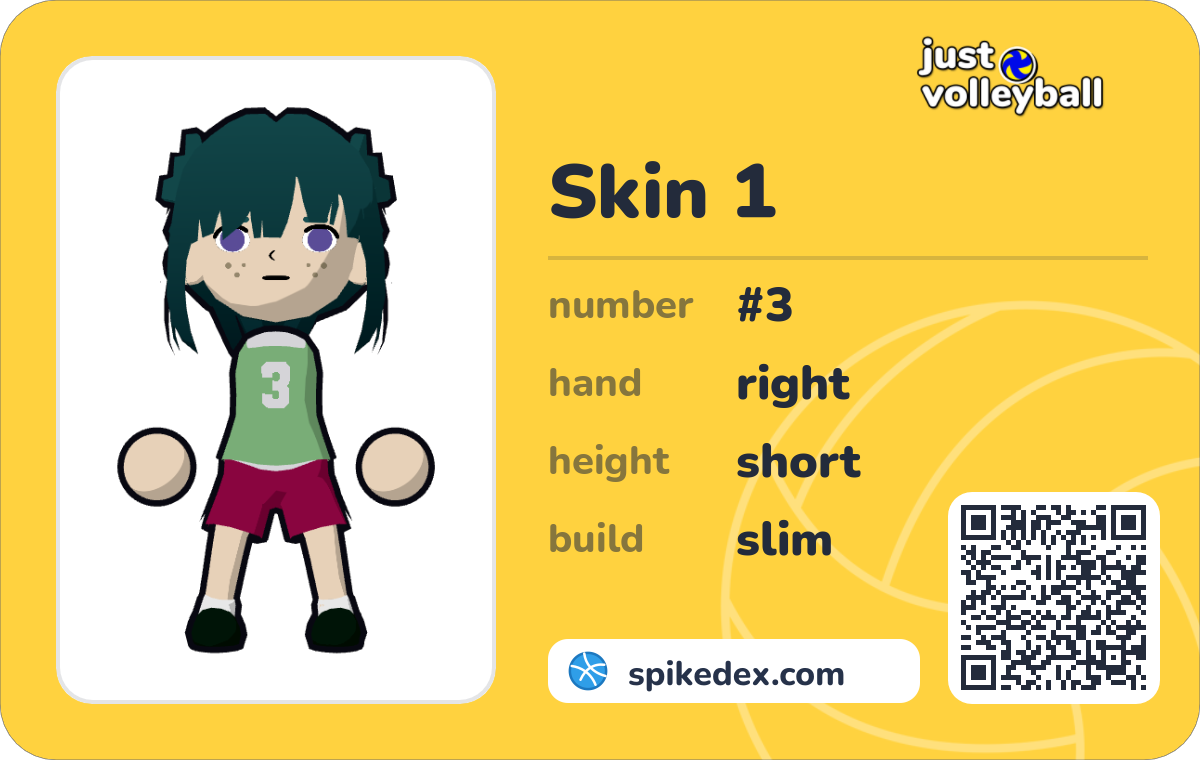 just
volleyball
Skin 1
number #3
hand right
height short
build slim
3
spikedex.com